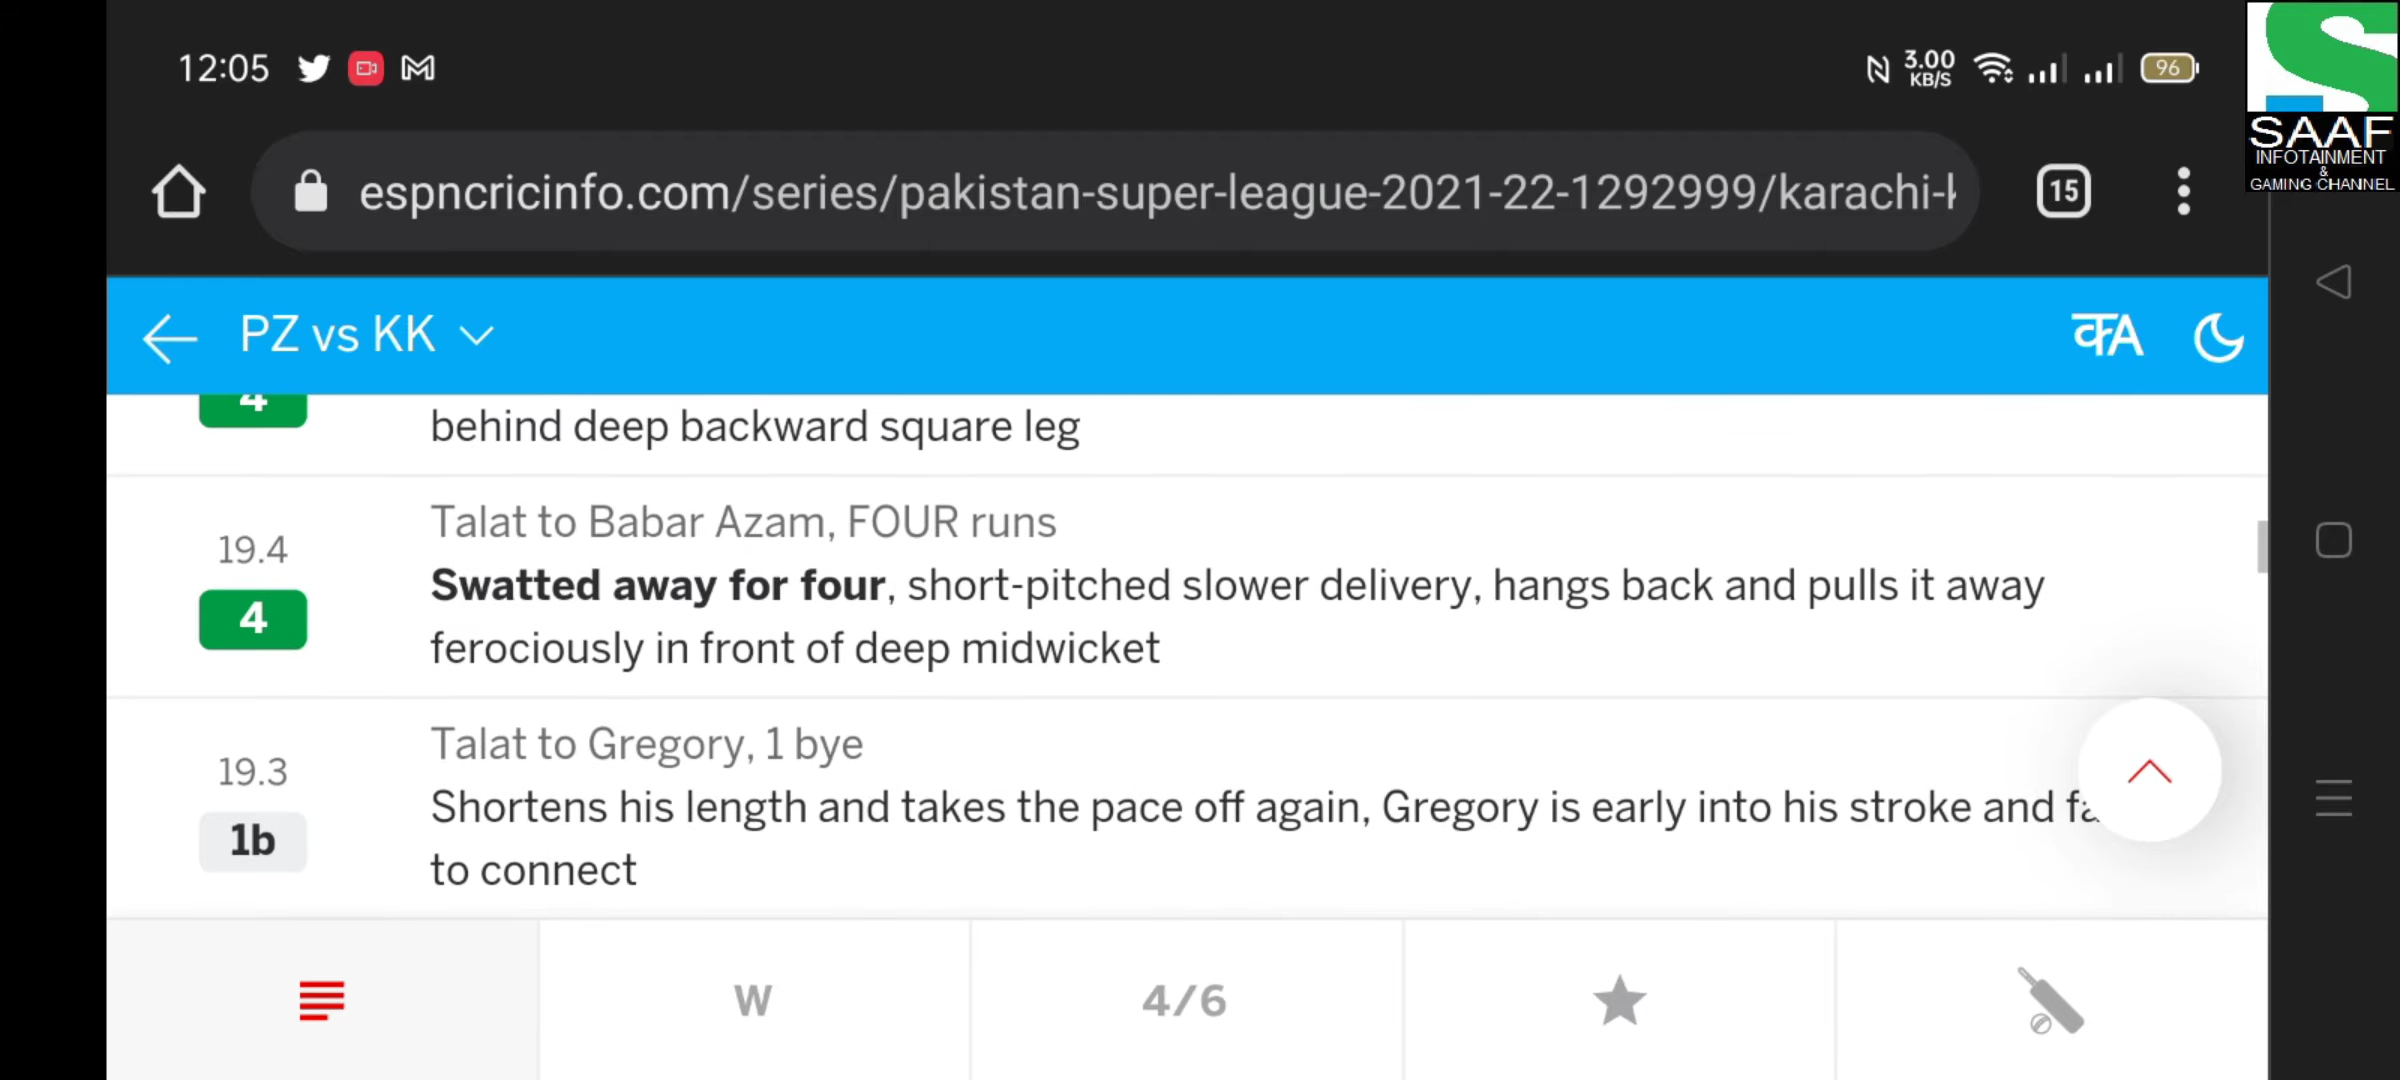 12:05
3.00
KB/S
96
SAAF
INFOTAINMENT
&
GAMING CHANNEL
espncricinfo.com/series/pakistan-super-league-2021-22-1292999/karachi-k
15
PZ vs KK
क A
4
behind deep backward square leg
19.4
4
Talat to Babar Azam, FOUR runs
Swatted away for four, short-pitched slower delivery, hangs back and pulls it away
ferociously in front of deep midwicket
19.3
1b
Talat to Gregory, 1 bye
Shortens his length and takes the pace off again, Gregory is early into his stroke and
to connect
W
4/6